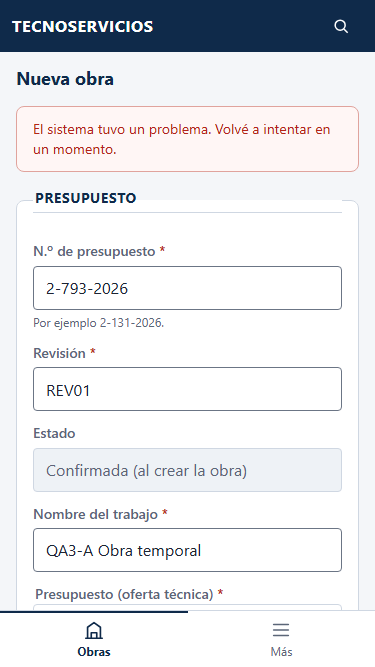 TECNOSERVICIOS
Nueva obra
El sistema tuvo un problema. Volvé a intentar en
un momento.
PRESUPUESTO
N.º de presupuesto *
2-793-2026
Por ejemplo 2-131-2026.
Revisión *
REV01
Estado
Confirmada (al crear la obra)
Nombre del trabajo *
QA3-A Obra temporal
Presupuesto (oferta técnica) *
Obras
Más